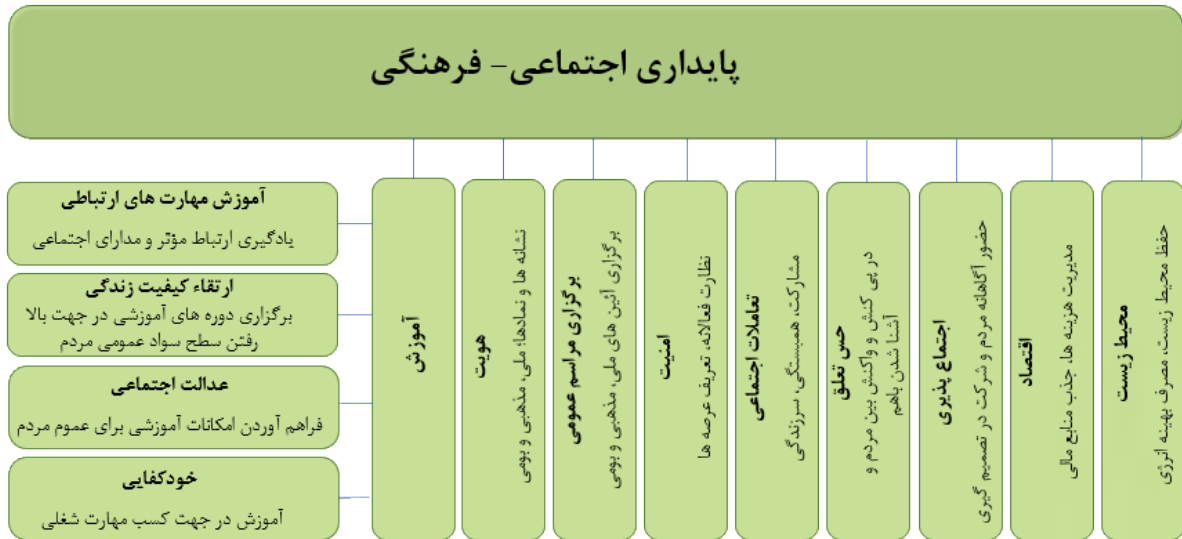 پایداری اجتماعی- فرهنگی
محیط زیست
حفظ محیط زیست، مصرف بهینه انرژی
اقتصاد
مدیریت هزینه ها، جذب منابع مالی
اجتماع پذیری
حضور آگاهانه مردم و شرکت در تصمیم گیری
حس تعلق
در پی کنش و واکنش بین مردم و
آشنا شدن باهم
تعاملات اجتماعی
مشارکت، همبستگی، سرزندگی
امنیت
نظارت فعالانه، تعریف عرصه ها
برگزاری مراسم عمومی
برگزاری آئین های ملی، مذهبی و بومی
هویت
نشانه ها و نمادها؛ ملی، مذهبی و بومی
آموزش
آموزش مهارت های ارتباطی
یادگیری ارتباط مؤثر و مدارای اجتماعی
ارتقاء کیفیت زندگی
برگزاری دوره های آموزشی در جهت بالا
رفتن سطح سواد عمومی مردم
عدالت اجتماعی
فراهم آوردن امکانات آموزشی برای عموم مردم
خودکفایی
آموزش در جهت کسب مهارت شغلی